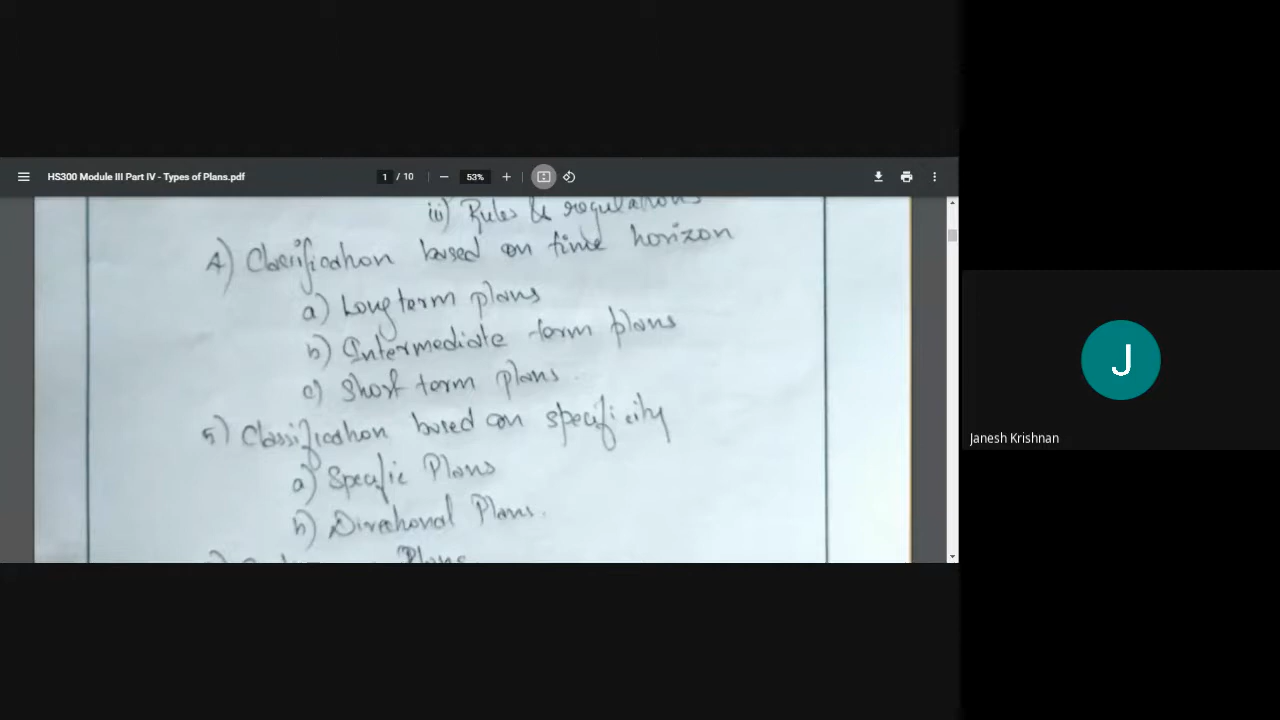 HS300 Module III Part IV - Types of Plans.pdf
1 / 10
53%
iii) Rules & regulations
4) Classification based on time horizon
a) Long term plans
b) Intermediate term plans
c) Short term plans.
5) Classification based on specificity
a) Specific Plans
b) Directional Plans.
Plans
J
Janesh Krishnan